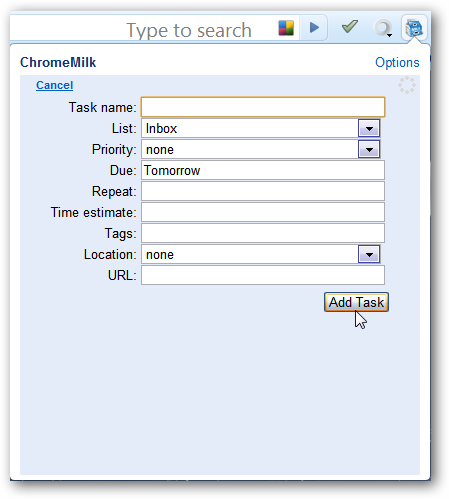 Type to search
ChromeMilk Options
Cancel
Task name:
List: Inbox
Priority: none
Due: Tomorrow
Repeat:
Time estimate:
Tags:
Location: none
URL:
Add Task